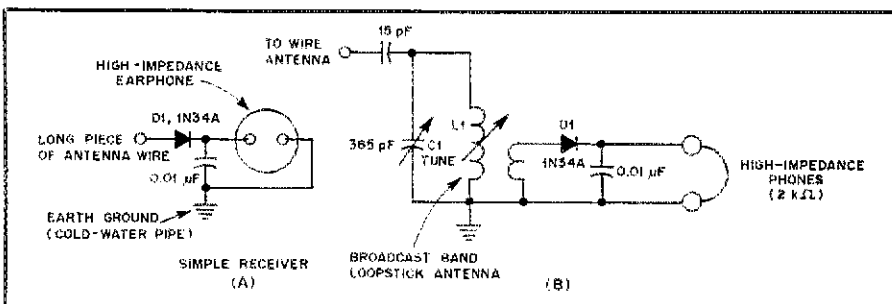 HIGH-IMPEDANCE
EARPHONE
D1, 1N34A
LONG PIECE
OF ANTENNA WIRE
0.01 µF
EARTH GROUND
(COLD-WATER PIPE)
SIMPLE RECEIVER
(A)
TO WIRE
ANTENNA
15 pF
365 pF
C1
TUNE
L1
D1
1N34A
0.01 µF
HIGH-IMPEDANCE
PHONES
(2 kΩ)
BROADCAST BAND
LOOPSTICK ANTENNA
(B)